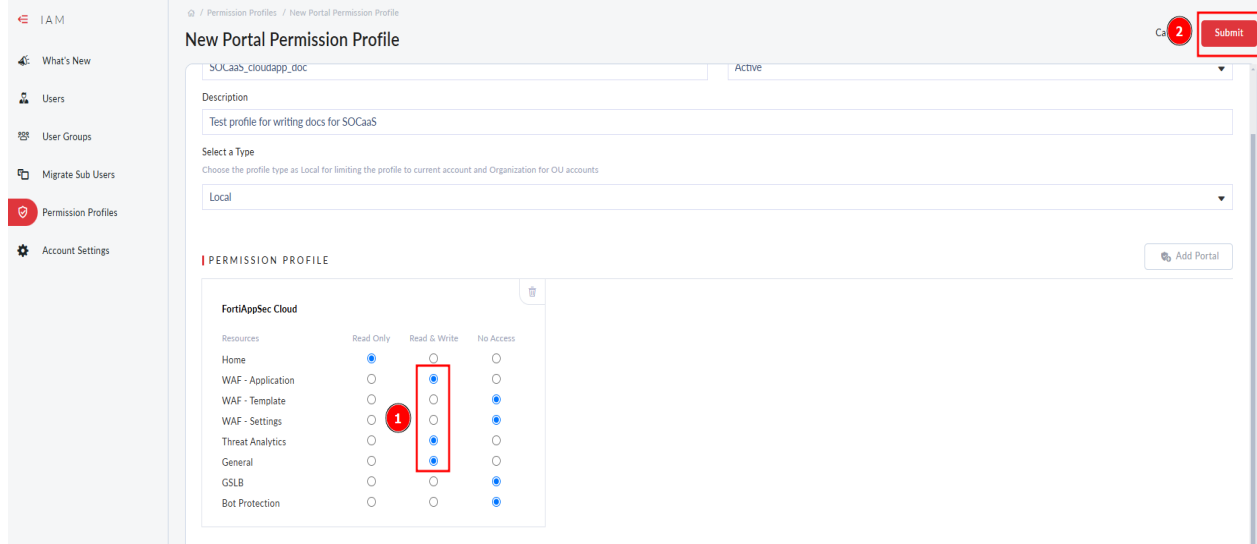 IAM
What's New
Users
User Groups
Migrate Sub Users
Permission Profiles
Account Settings
/ Permission Profiles / New Portal Permission Profile
New Portal Permission Profile
2
Submit
SOCaaS_cloudapp_doc
Active
Description
Test profile for writing docs for SOCaaS
Select a Type
Choose the profile type as Local for limiting the profile to current account and Organization for OU accounts
Local
PERMISSION PROFILE
Add Portal
FortiAppSec Cloud
Resources Read Only Read & Write No Access
Home
WAF - Application
WAF - Template
WAF - Settings
1
Threat Analytics
General
GSLB
Bot Protection